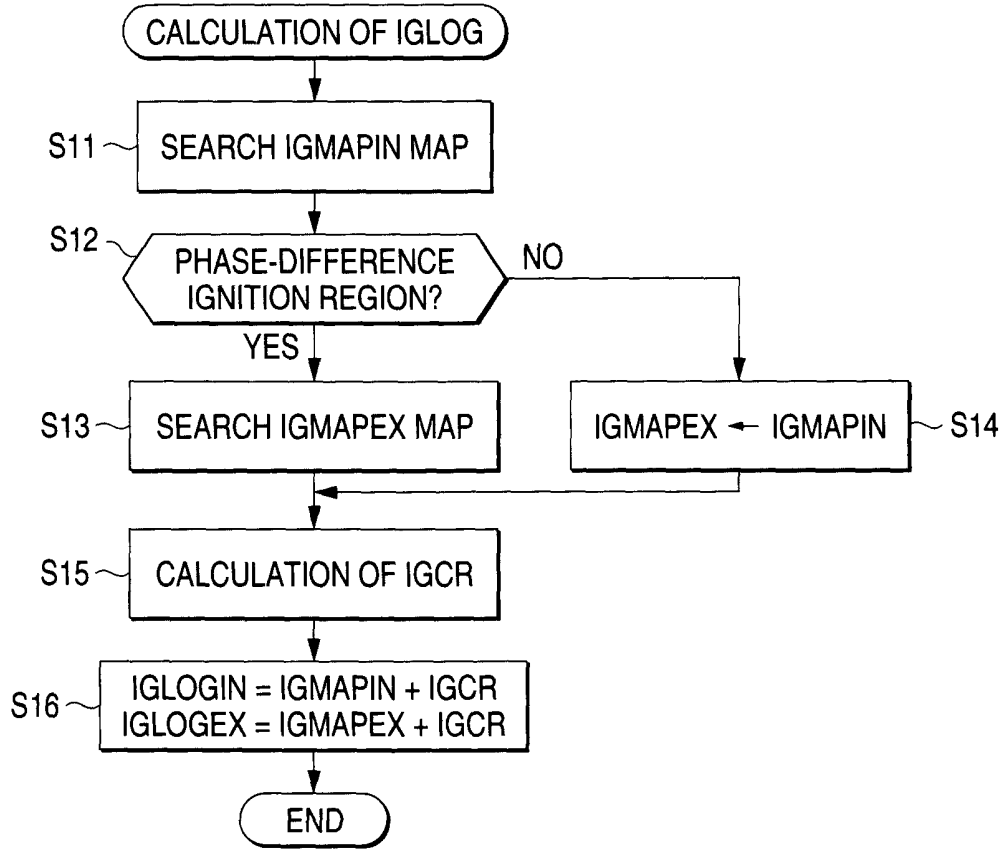 CALCULATION OF IGLOG
S11
SEARCH IGMAPIN MAP
S12
PHASE-DIFFERENCE
IGNITION REGION?
NO
YES
S13
SEARCH IGMAPEX MAP
IGMAPEX ← IGMAPIN
S14
S15
CALCULATION OF IGCR
S16
IGLOGIN = IGMAPIN + IGCR
IGLOGEX = IGMAPEX + IGCR
END